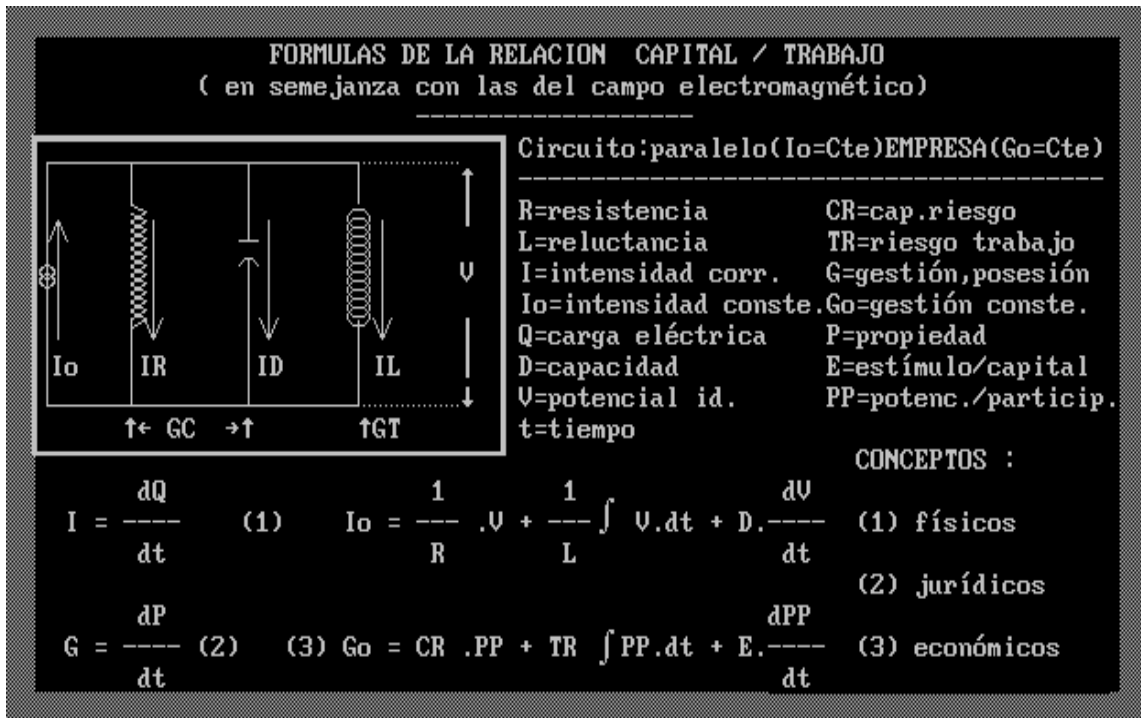 FORMULAS DE LA RELACION CAPITAL / TRABAJO
( en semejanza con las del campo electromagnético)
-------------------
Circuito:paralelo(Io=Cte)EMPRESA(Go=Cte)
----------------------------------------
R=resistencia CR=cap.riesgo
L=reluctancia TR=riesgo trabajo
I=intensidad corr. G=gestión,posesión
Io=intensidad conste. Go=gestión conste.
Q=carga eléctrica P=propiedad
D=capacidad E=estímulo/capital
V=potencial id. PP=potenc./particip.
t=tiempo
V
Io IR ID IL
↑← GC →↑ ↑GT
CONCEPTOS :
dQ 1 1 dV
I = ---- (1) Io = --- .V + ---∫ V.dt + D.---- (1) físicos
dt R L dt
(2) jurídicos
dP dPP
G = ---- (2) (3) Go = CR .PP + TR ∫PP.dt + E.---- (3) económicos
dt dt